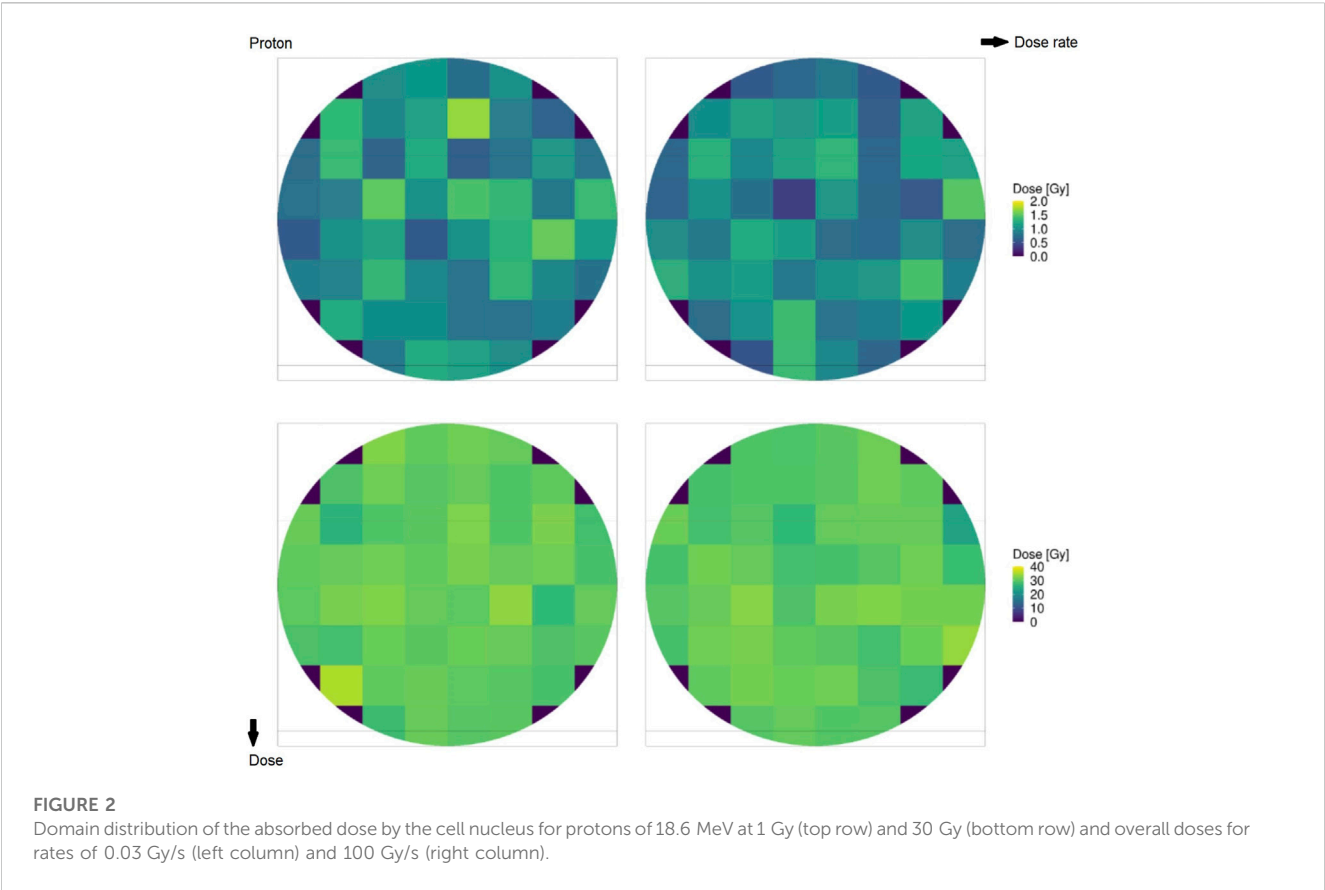 Proton
Dose rate
Dose [Gy]
2.0
1.5
1.0
0.5
0.0
Dose [Gy]
40
30
20
10
0
Dose
FIGURE 2
Domain distribution of the absorbed dose by the cell nucleus for protons of 18.6 MeV at 1 Gy (top row) and 30 Gy (bottom row) and overall doses for
rates of 0.03 Gy/s (left column) and 100 Gy/s (right column).